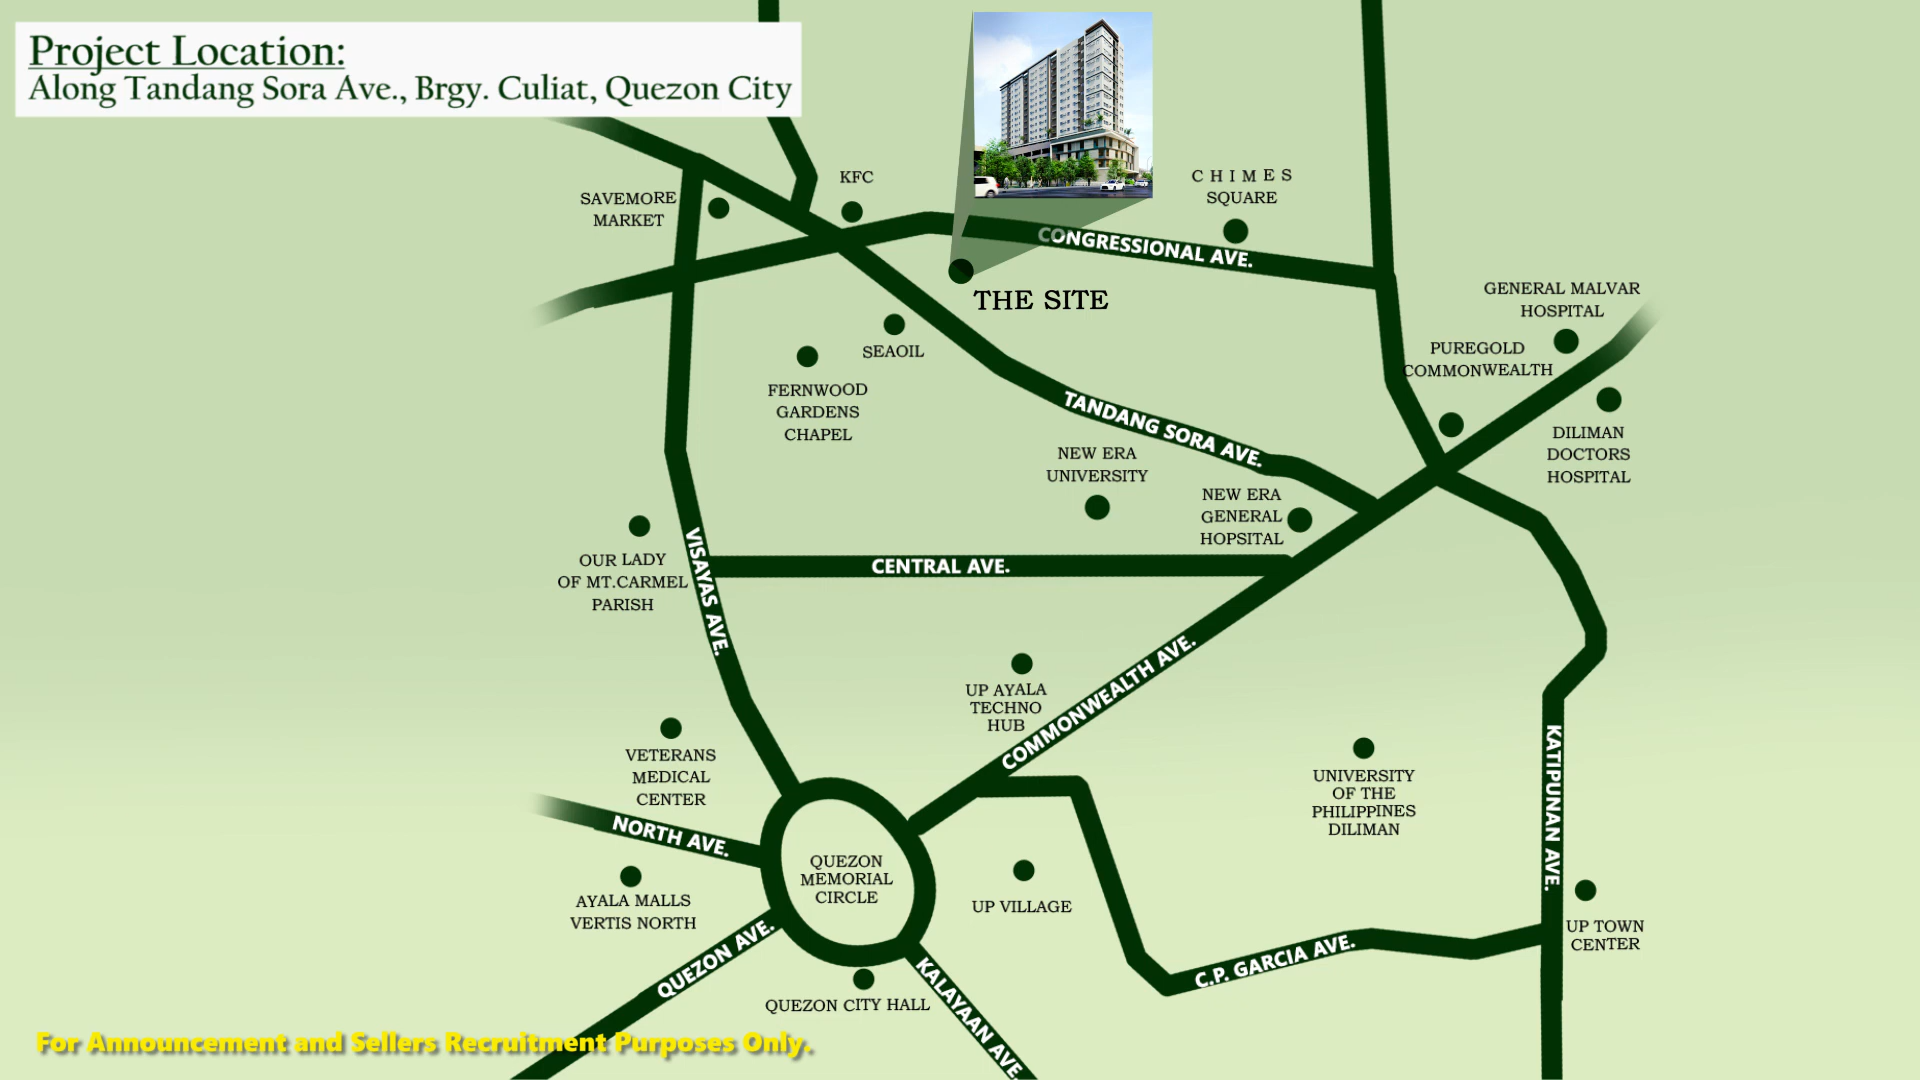 Project Location:
Along Tandang Sora Ave., Brgy. Culiat, Quezon City
KFC
CHIMES
SQUARE
SAVEMORE
MARKET
CONGRESSIONAL AVE.
THE SITE
GENERAL MALVAR
HOSPITAL
PUREGOLD
COMMONWEALTH
SEAOIL
FERNWOOD
GARDENS
CHAPEL
TANDANG SORA AVE.
DILIMAN
DOCTORS
HOSPITAL
NEW ERA
UNIVERSITY
NEW ERA
GENERAL
HOPSITAL
VISAYAS AVE.
CENTRAL AVE.
OUR LADY
OF MT.CARMEL
PARISH
COMMONWEALTH AVE.
UP AYALA
TECHNO
HUB
VETERANS
MEDICAL
CENTER
UNIVERSITY
OF THE
PHILIPPINES
DILIMAN
KATIPUNAN AVE.
NORTH AVE.
QUEZON
MEMORIAL
CIRCLE
AYALA MALLS
VERTIS NORTH
UP VILLAGE
UP TOWN
CENTER
QUEZON AVE.
C.P. GARCIA AVE.
KALAYAAN AVE.
QUEZON CITY HALL
For Announcement and Sellers Recruitment Purposes Only.